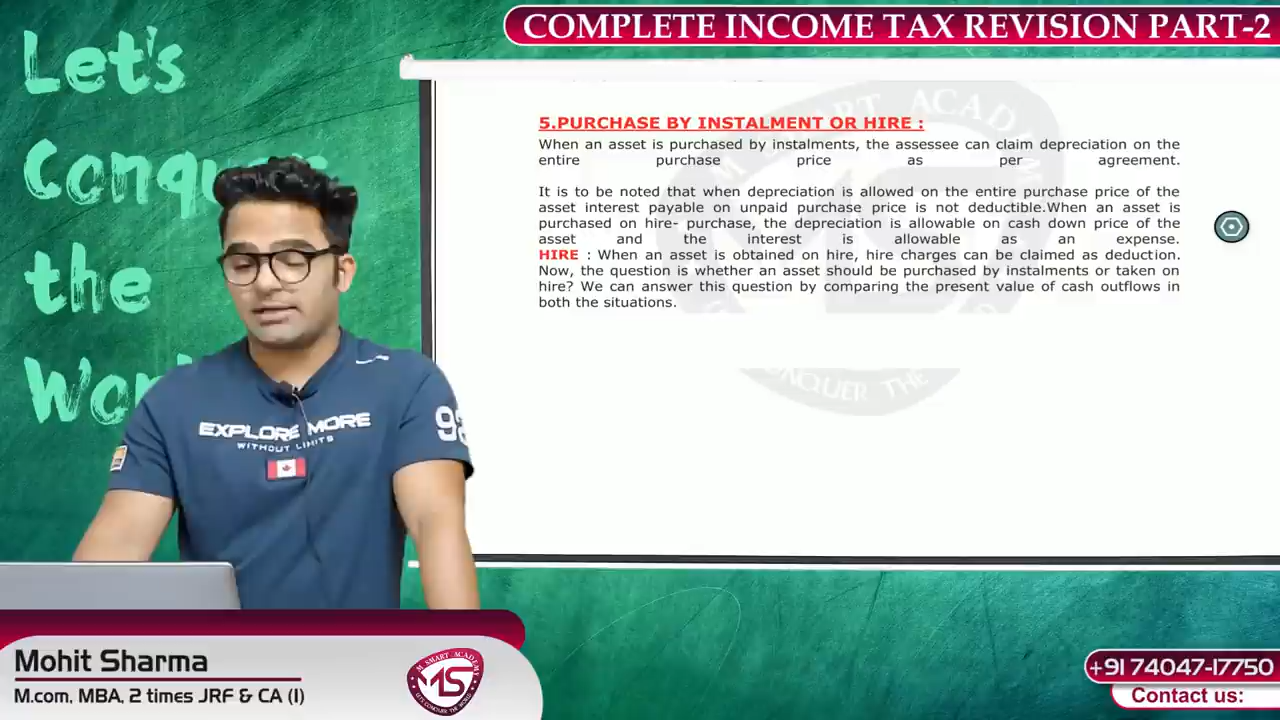 COMPLETE INCOME TAX REVISION PART-2
Let's
the
5.PURCHASE BY INSTALMENT OR HIRE :
When an asset is purchased by instalments, the assessee can claim depreciation on the
entire purchase price as per agreement.
It is to be noted that when depreciation is allowed on the entire purchase price of the
asset interest payable on unpaid purchase price is not deductible.When an asset is
purchased on hire- purchase, the depreciation is allowable on cash down price of the
asset and the interest is allowable as an expense.
HIRE : When an asset is obtained on hire, hire charges can be claimed as deduction.
Now, the question is whether an asset should be purchased by instalments or taken on
hire? We can answer this question by comparing the present value of cash outflows in
both the situations.
EXPLORE MORE
WITHOUT LIMITS
Mohit Sharma
M.com, MBA, 2 times JRF & CA (I)
M SMART ACADEMY
MS
LETS CONQUER THE WORLD
+91 74047-17750
Contact us: